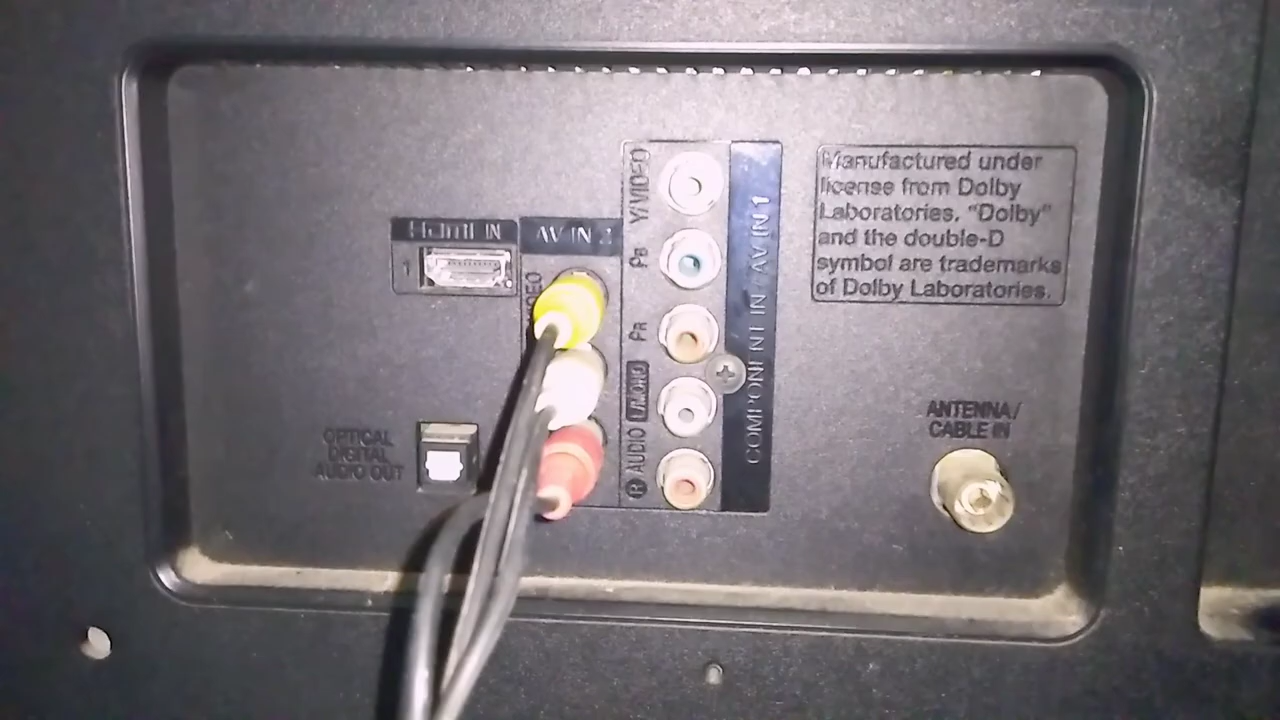 HDMI IN
1
AV IN 2
VIDEO
Y/VIDEO
PB
PR
L/MONO
R AUDIO
COMPONENT IN / AV IN 1
Manufactured under
license from Dolby
Laboratories. "Dolby"
and the double-D
symbol are trademarks
of Dolby Laboratories.
OPTICAL
DIGITAL
AUDIO OUT
ANTENNA/
CABLE IN